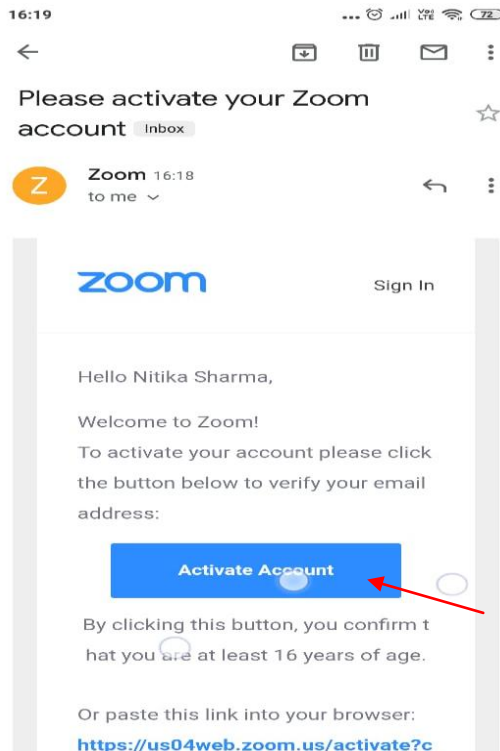 16:19
... VoLTE 72
Please activate your Zoom
account Inbox
Z
Zoom 16:18
to me
zoom Sign In
Hello Nitika Sharma,
Welcome to Zoom!
To activate your account please click
the button below to verify your email
address:
Activate Account
By clicking this button, you confirm t
hat you are at least 16 years of age.
Or paste this link into your browser:
https://us04web.zoom.us/activate?c